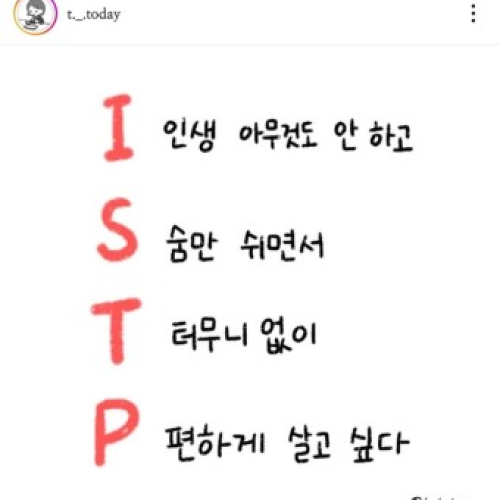 t._.today
I 인생 아무것도 안 하고
S 숨만 쉬면서
T 터무니 없이
P 편하게 살고 싶다